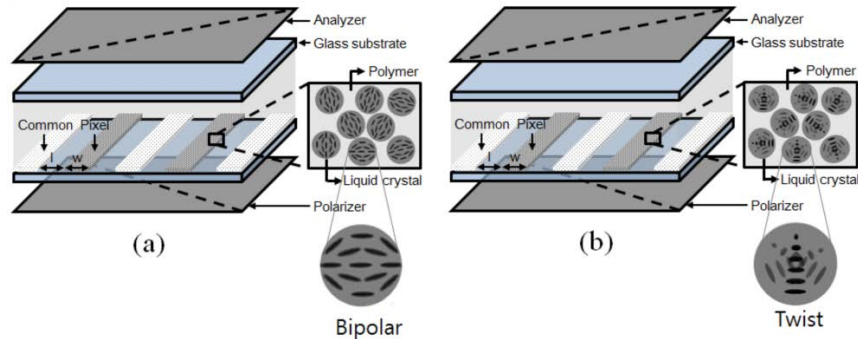 Analyzer
Glass substrate
Polymer
Common
Pixel
l
w
Liquid crystal
Polarizer
(a)
Bipolar
Analyzer
Glass substrate
Polymer
Common
Pixel
l
w
Liquid crystal
Polarizer
(b)
Twist